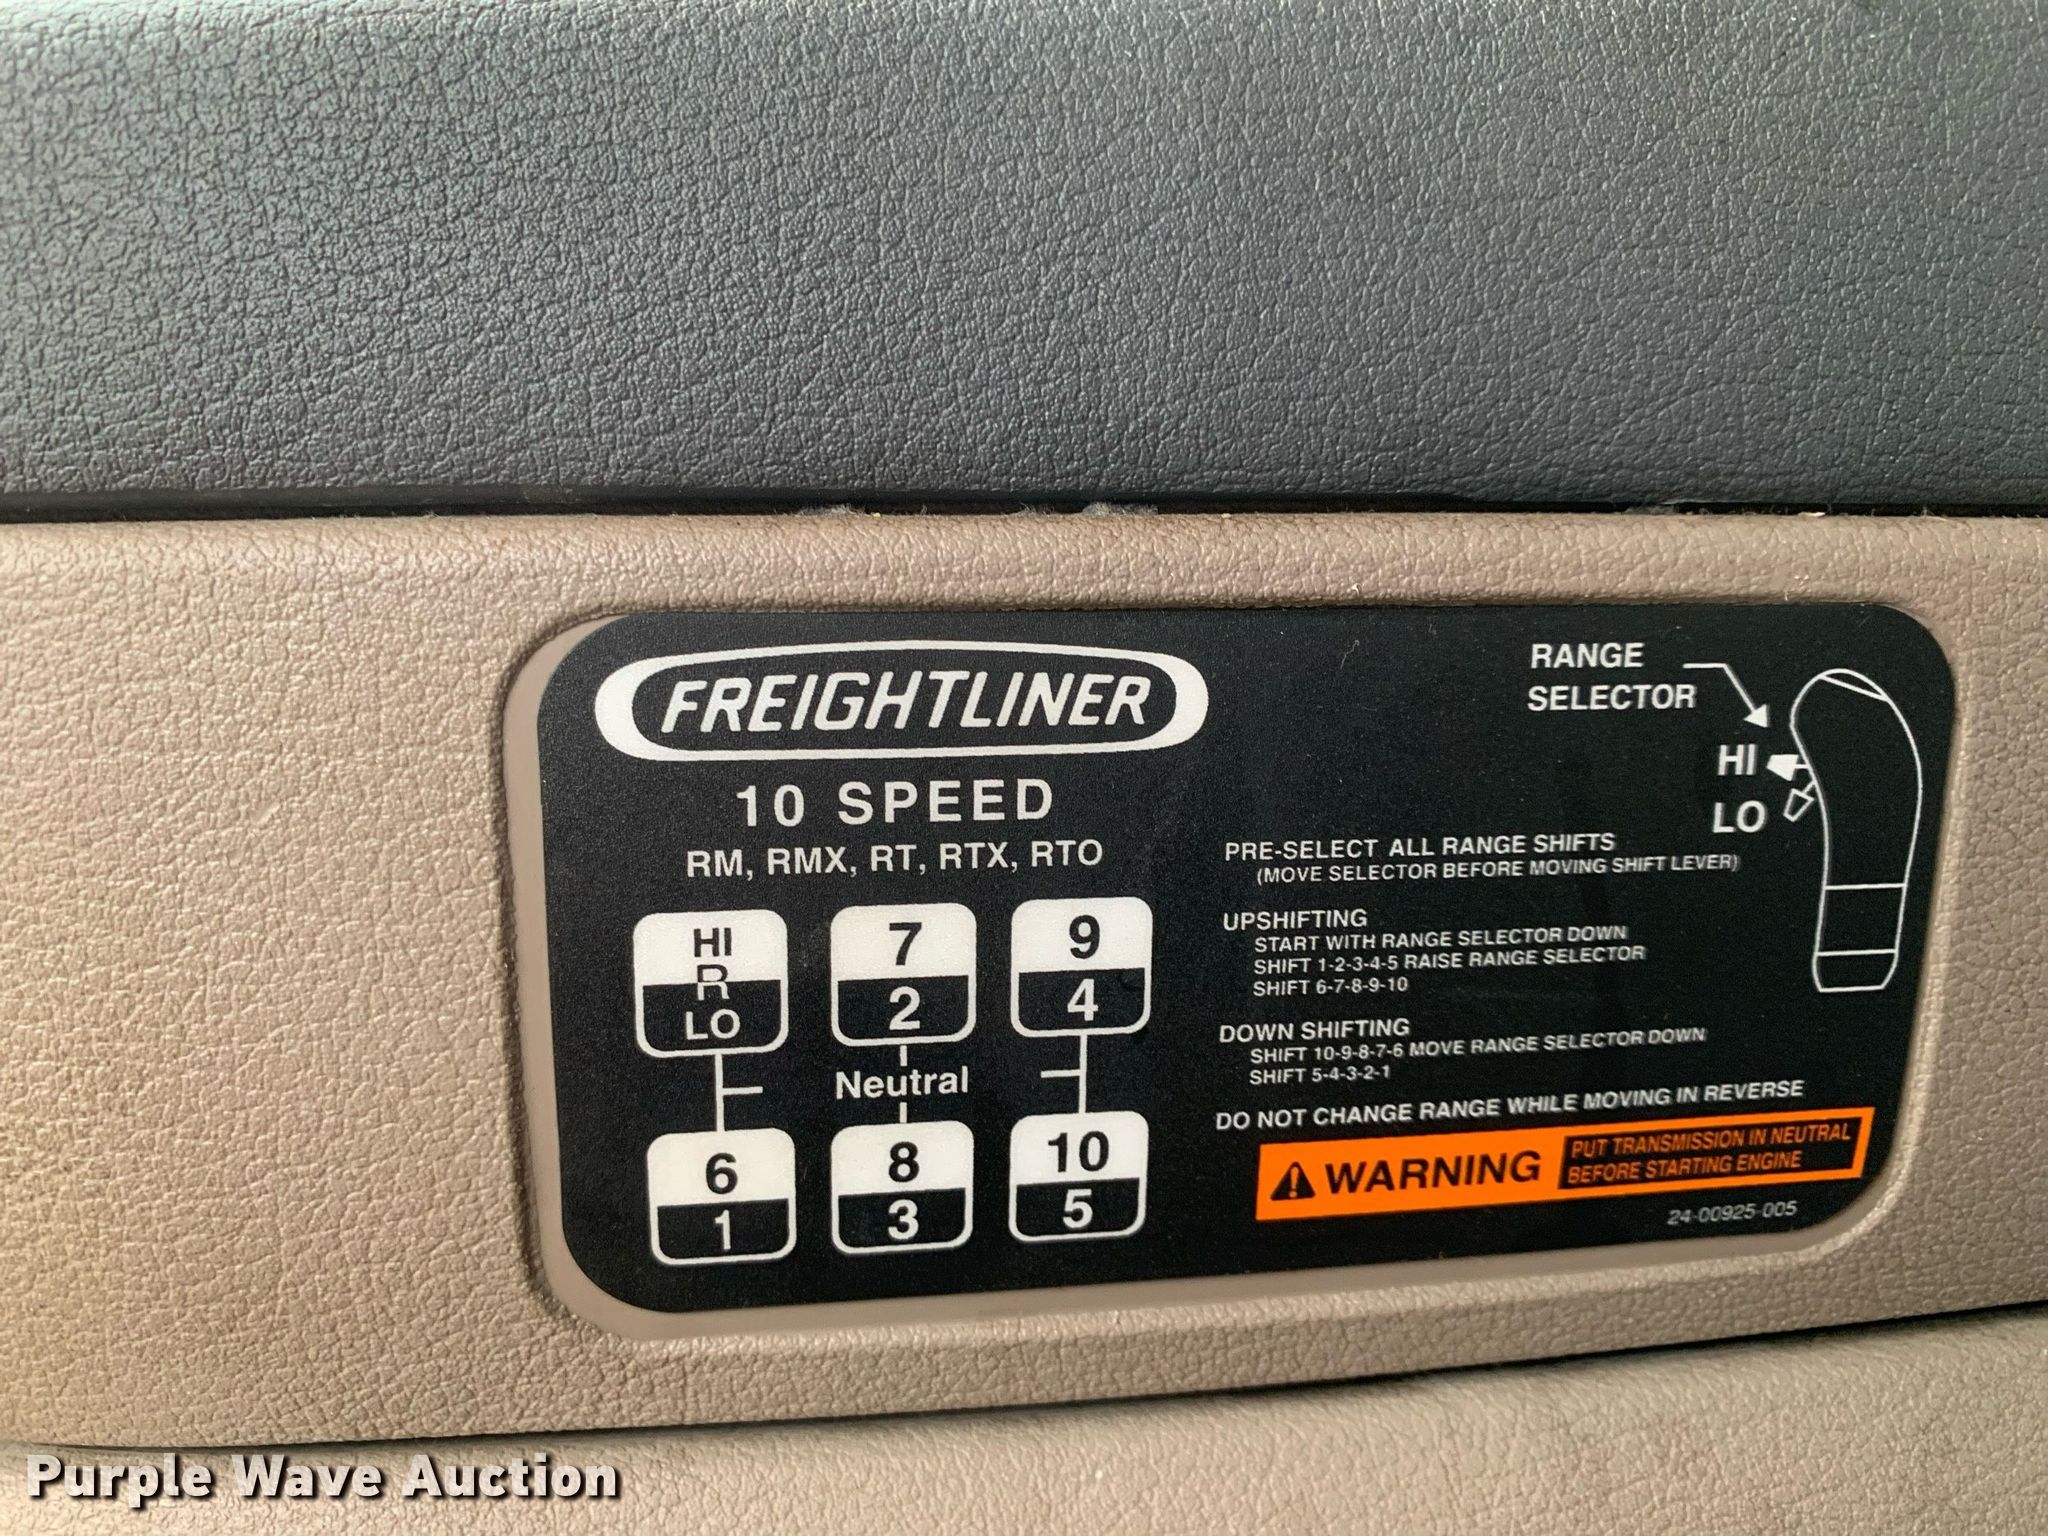 FREIGHTLINER
10 SPEED
RM, RMX, RT, RTX, RTO
HI
R
LO
7
2
9
4
Neutral
6
1
8
3
10
5
RANGE
SELECTOR
HI
LO
PRE-SELECT ALL RANGE SHIFTS
(MOVE SELECTOR BEFORE MOVING SHIFT LEVER)
UPSHIFTING
START WITH RANGE SELECTOR DOWN
SHIFT 1-2-3-4-5 RAISE RANGE SELECTOR
SHIFT 6-7-8-9-10
DOWN SHIFTING
SHIFT 10-9-8-7-6 MOVE RANGE SELECTOR DOWN
SHIFT 5-4-3-2-1
DO NOT CHANGE RANGE WHILE MOVING IN REVERSE
WARNING
PUT TRANSMISSION IN NEUTRAL
BEFORE STARTING ENGINE
24-00925-005
Purple Wave Auction